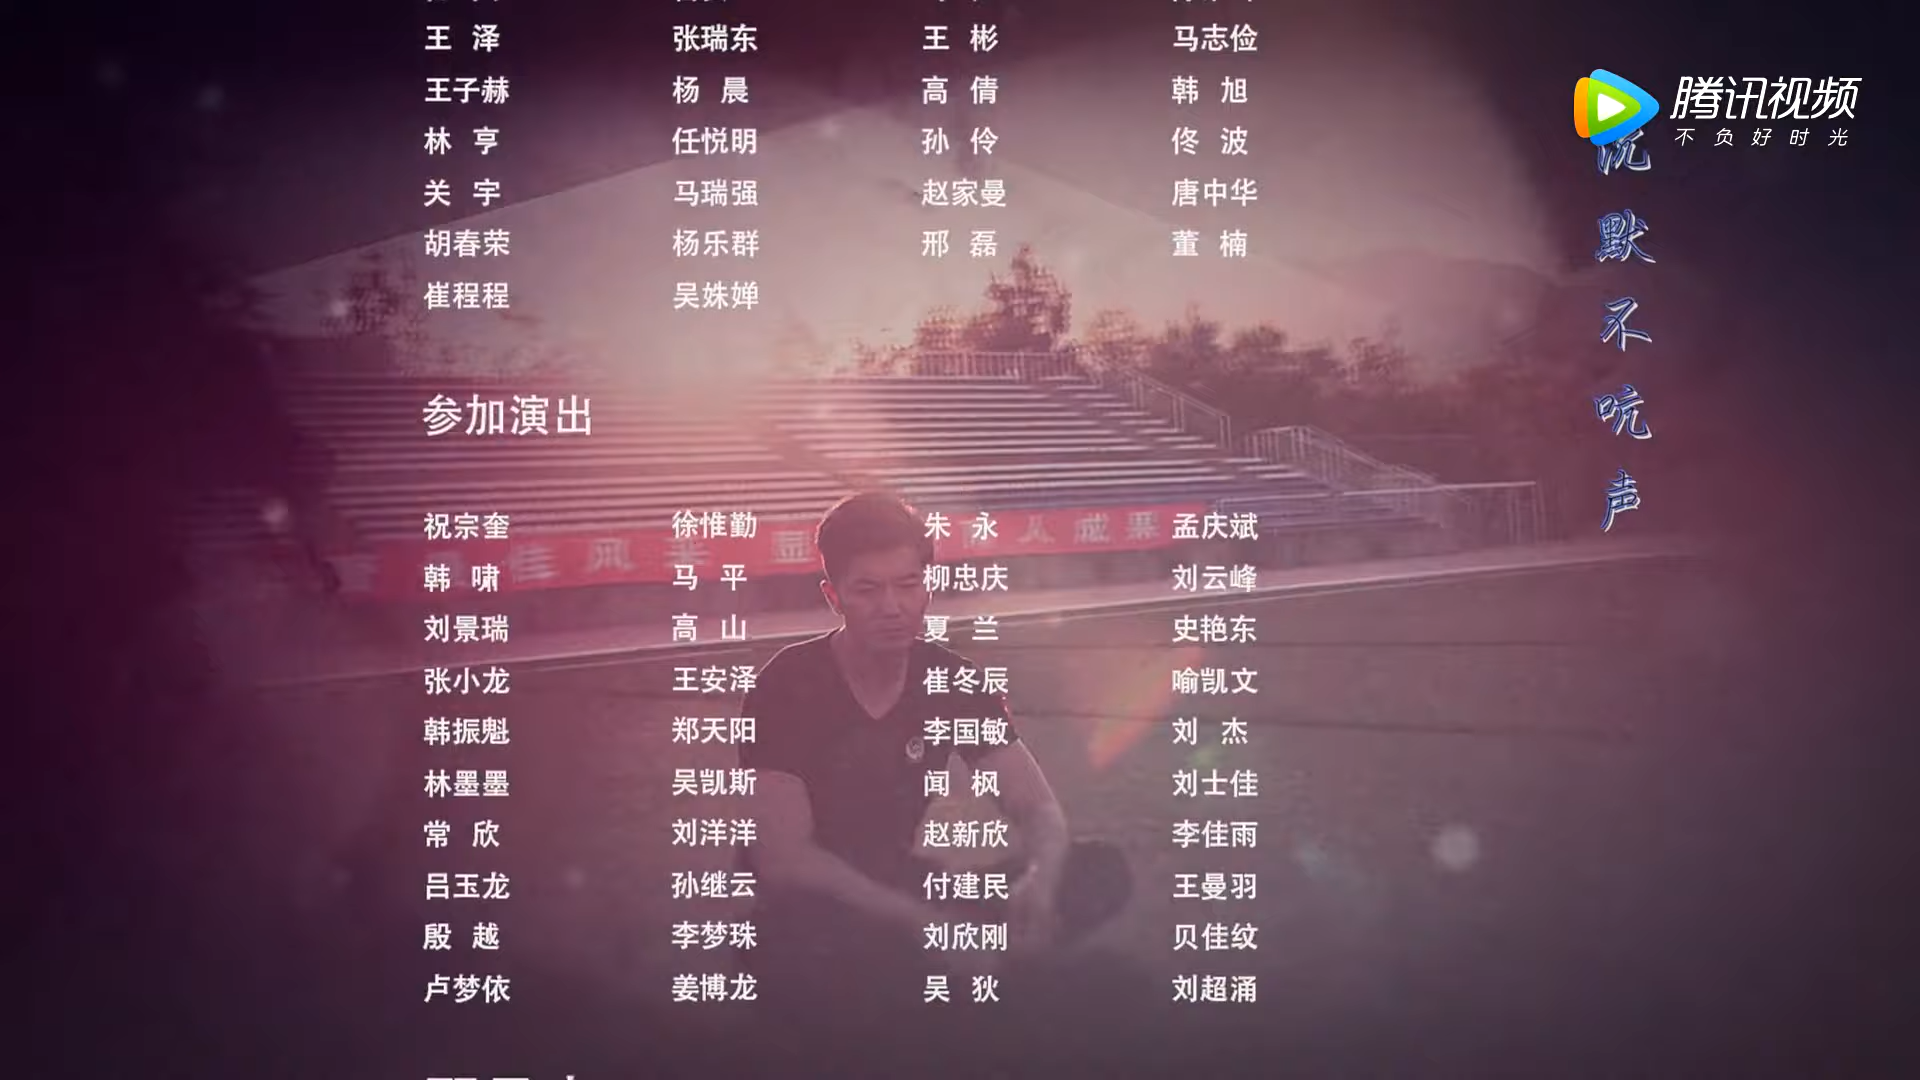 王 泽 张瑞东 王 彬 马志俭
王子赫 杨 晨 高 倩 韩 旭
林 亨 任悦明 孙 伶 佟 波
关 宇 马瑞强 赵家曼 唐中华
胡春荣 杨乐群 邢 磊 董 楠
崔程程 吴姝婵
参加演出
祝宗奎 徐惟勤 朱 永 孟庆斌
韩 啸 马 平 柳忠庆 刘云峰
刘景瑞 高 山 夏 兰 史艳东
张小龙 王安泽 崔冬辰 喻凯文
韩振魁 郑天阳 李国敏 刘 杰
林墨墨 吴凯斯 闻 枫 刘士佳
常 欣 刘洋洋 赵新欣 李佳雨
吕玉龙 孙继云 付建民 王曼羽
殷 越 李梦珠 刘欣刚 贝佳纹
卢梦依 姜博龙 吴 狄 刘超涌
腾讯视频
不负好时光
沉默不吭声
佳风采
人成果